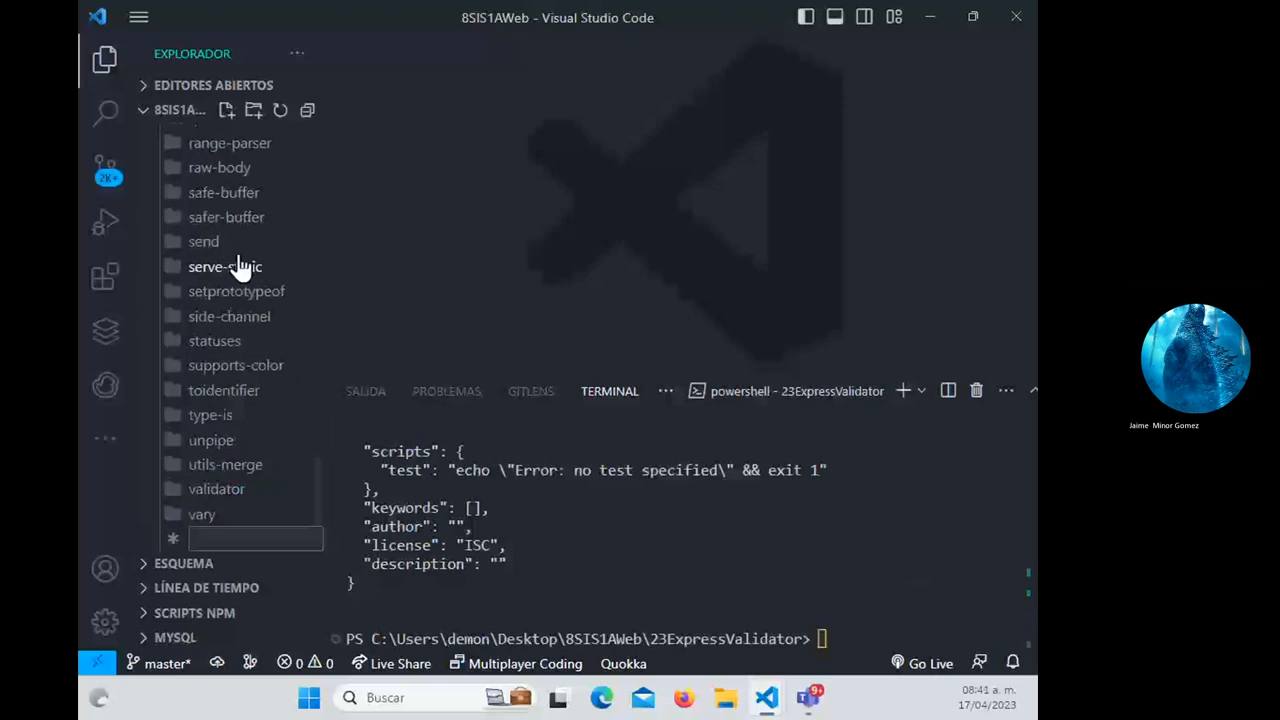 8SIS1AWeb - Visual Studio Code
EXPLORADOR
EDITORES ABIERTOS
8SIS1A...
range-parser
raw-body
safe-buffer
safer-buffer
send
serve-static
setprototypeof
side-channel
statuses
supports-color
toidentifier
type-is
unpipe
utils-merge
validator
vary
ESQUEMA
LÍNEA DE TIEMPO
SCRIPTS NPM
MYSQL
2K+
SALIDA PROBLEMAS GITLENS TERMINAL powershell - 23ExpressValidator
"scripts": {
"test": "echo \"Error: no test specified\" && exit 1"
},
"keywords": [],
"author": "",
"license": "ISC",
"description": ""
}
PS C:\Users\demon\Desktop\8SIS1AWeb\23ExpressValidator>
master* 0 0 Live Share Multiplayer Coding Quokka Go Live
Buscar
9+
08:41 a. m.
17/04/2023
Jaime Minor Gomez